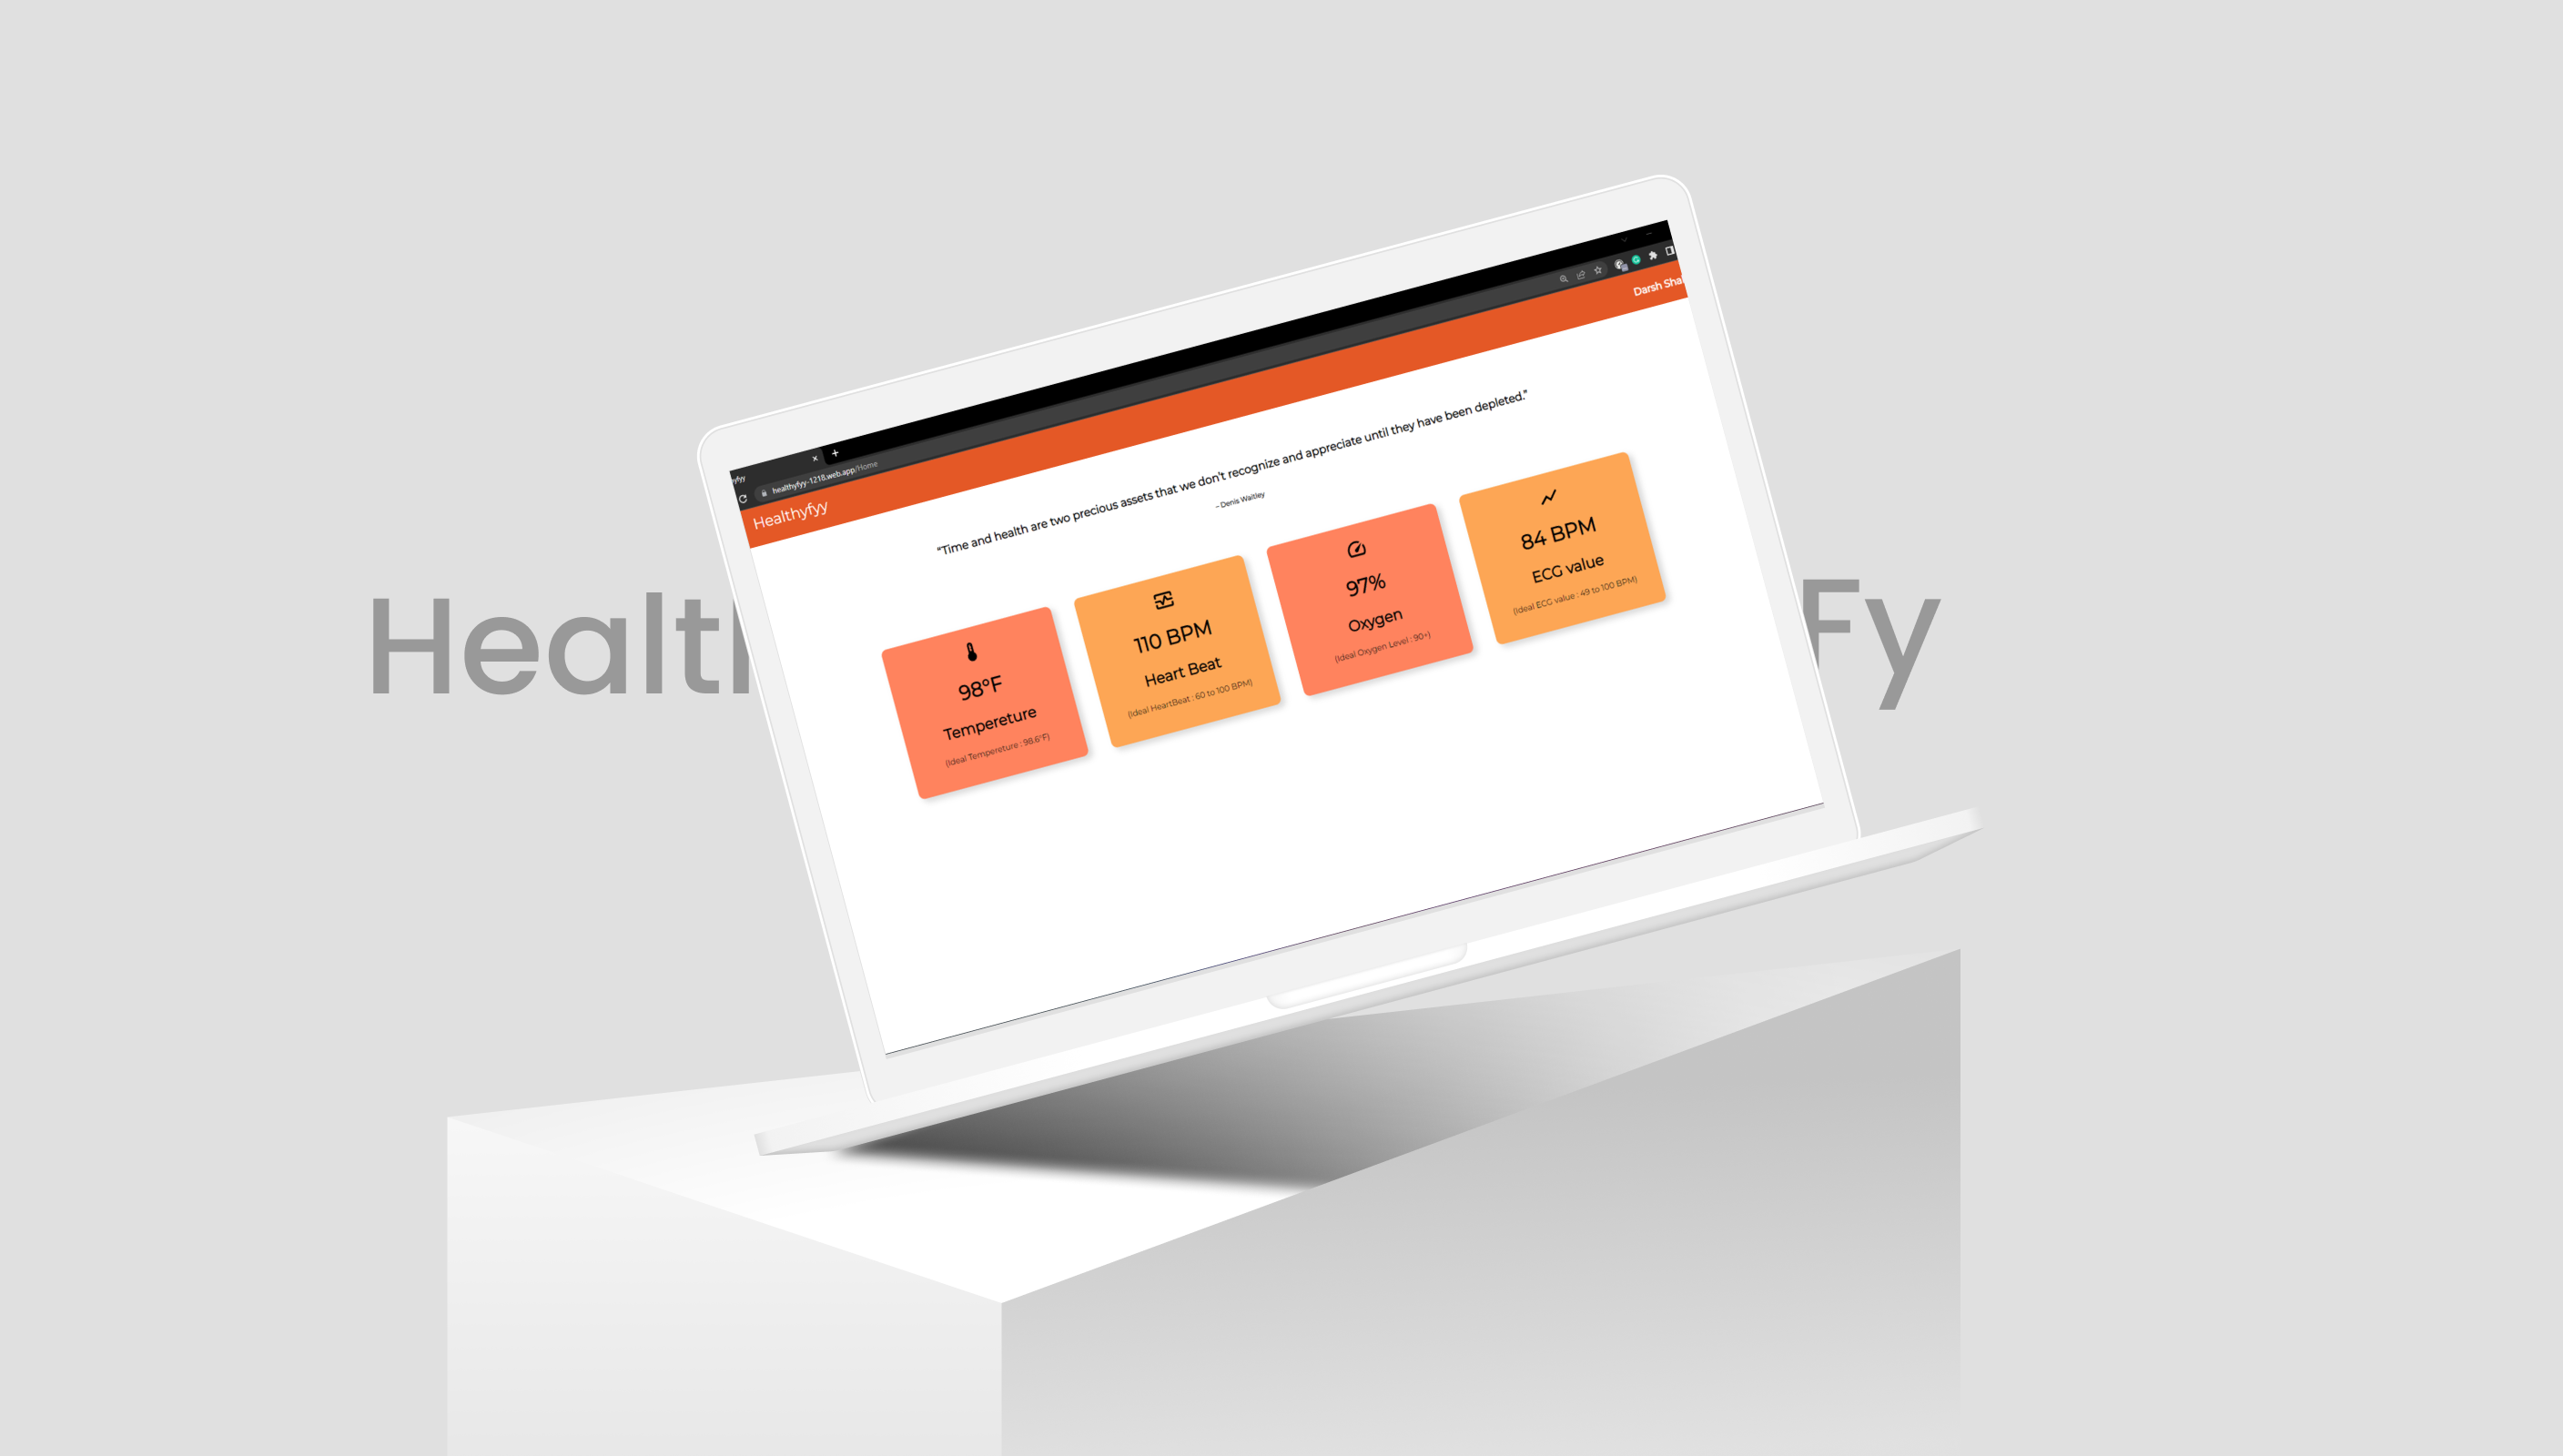 yfyy
healthyfyy-1218.web.app/Home
Healthyfyy
Darsh Sha
“Time and health are two precious assets that we don't recognize and appreciate until they have been depleted.”
– Denis Waitley
98°F
Tempereture
(Ideal Tempereture : 98.6°F)
110 BPM
Heart Beat
(Ideal HeartBeat : 60 to 100 BPM)
97%
Oxygen
(Ideal Oxygen Level : 90+)
84 BPM
ECG value
(Ideal ECG value : 49 to 100 BPM)
Healt
Fy